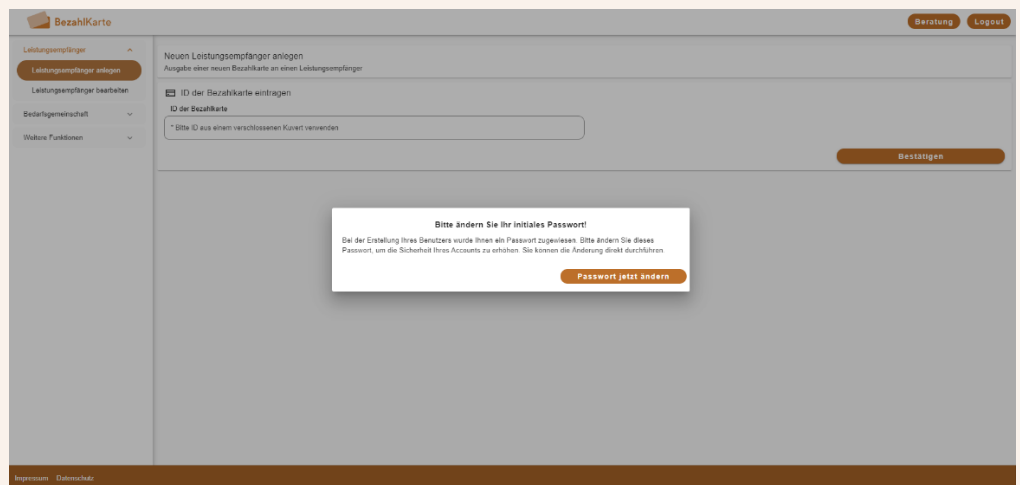 BezahlKarte
Beratung
Logout
Leistungsempfänger
Leistungsempfänger anlegen
Leistungsempfänger bearbeiten
Bedarfsgemeinschaft
Weitere Funktionen
Neuen Leistungsempfänger anlegen
Ausgabe einer neuen Bezahlkarte an einen Leistungsempfänger
ID der Bezahlkarte eintragen
ID der Bezahlkarte
* Bitte ID aus einem verschlossenen Kuvert verwenden
Bestätigen
Bitte ändern Sie Ihr initiales Passwort!
Bei der Erstellung Ihres Benutzers wurde Ihnen ein Passwort zugewiesen. Bitte ändern Sie dieses
Passwort, um die Sicherheit Ihres Accounts zu erhöhen. Sie können die Änderung direkt durchführen
Passwort jetzt ändern
Impressum Datenschutz